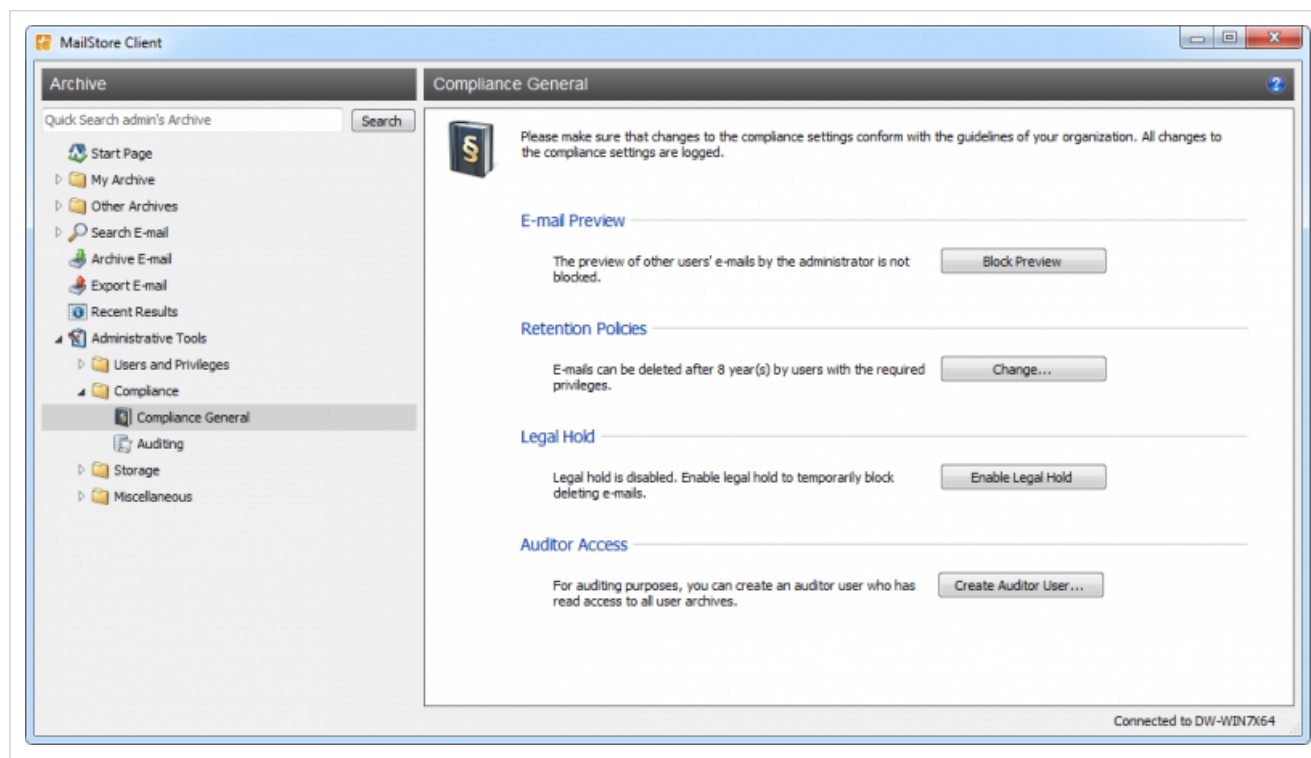 MailStore Client
Archive
Compliance General
Quick Search admin's Archive
Search
Start Page
My Archive
Other Archives
Search E-mail
Archive E-mail
Export E-mail
Recent Results
Administrative Tools
Users and Privileges
Compliance
Compliance General
Auditing
Storage
Miscellaneous
Please make sure that changes to the compliance settings conform with the guidelines of your organization. All changes to
the compliance settings are logged.
E-mail Preview
The preview of other users' e-mails by the administrator is not
blocked.
Block Preview
Retention Policies
E-mails can be deleted after 8 year(s) by users with the required
privileges.
Change...
Legal Hold
Legal hold is disabled. Enable legal hold to temporarily block
deleting e-mails.
Enable Legal Hold
Auditor Access
For auditing purposes, you can create an auditor user who has
read access to all user archives.
Create Auditor User...
Connected to DW-WIN7X64